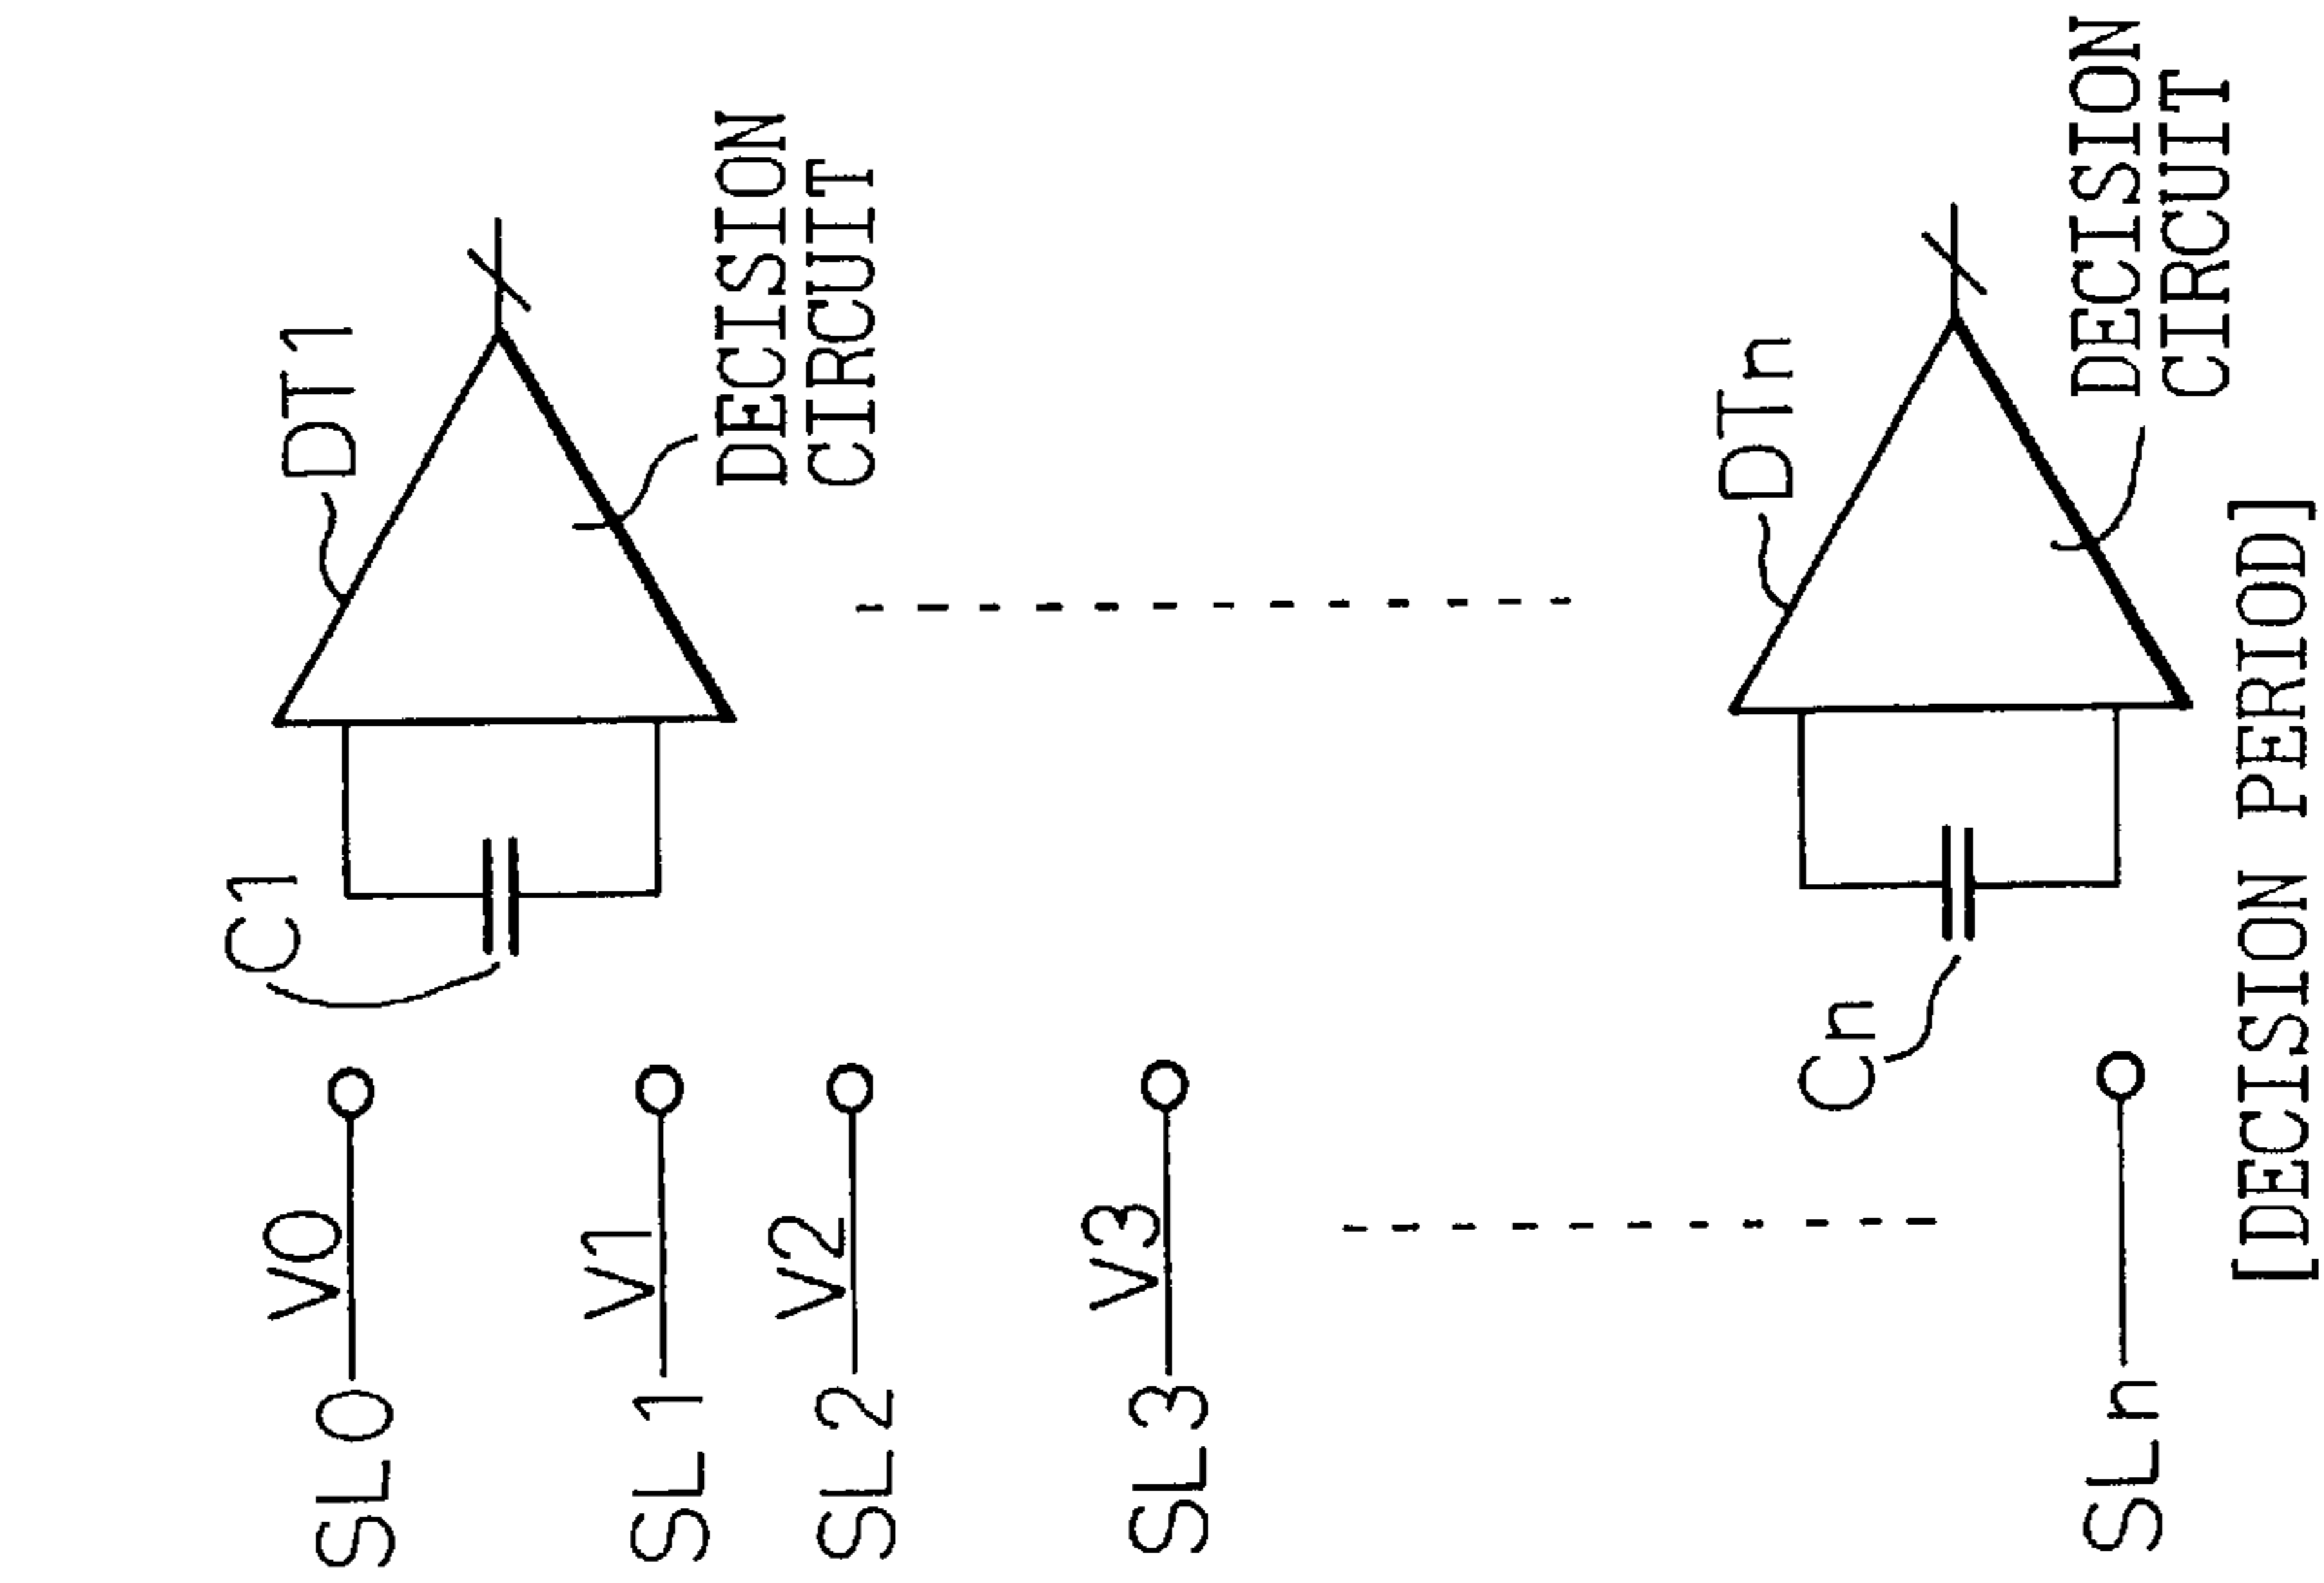 DT1
DECISION
CIRCUIT
C1
V0
SL0
V1
SL1
V2
SL2
V3
SL3
DTn
DECISION
CIRCUIT
Cn
SLn
[DECISION PERIOD]